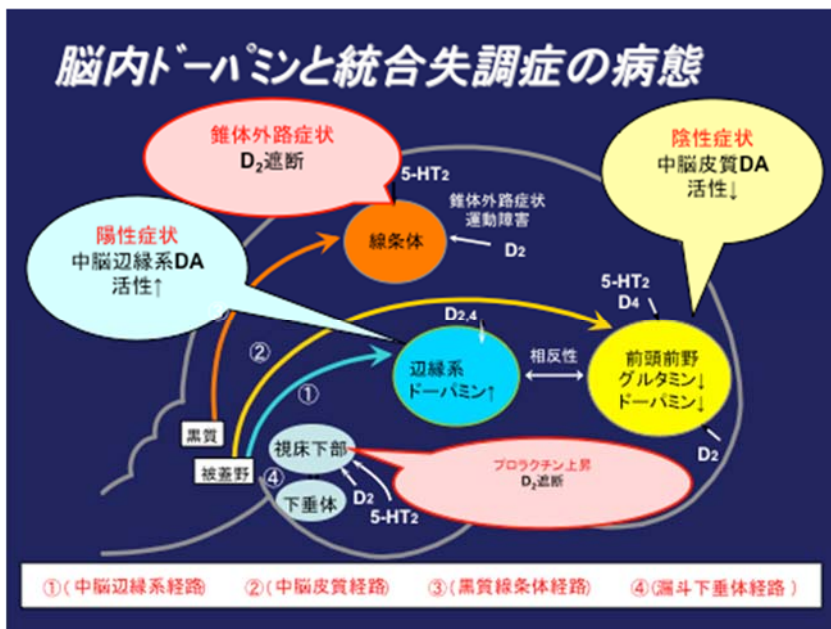 脳内ドーパミンと統合失調症の病態
錐体外路症状
D2遮断
陰性症状
中脳皮質DA
活性↓
5-HT2
錐体外路症状
運動障害
線条体
D2
陽性症状
中脳辺縁系DA
活性↑
5-HT2
D4
③
D2,4
②
辺縁系
ドーパミン↑
相反性
前頭前野
グルタミン↓
ドーパミン↓
①
黒質
視床下部
被蓋野
プロラクチン上昇
D2遮断
D2
④
下垂体
D2
5-HT2
①(中脳辺縁系経路)
②(中脳皮質経路)
③(黒質線条体経路)
④(漏斗下垂体経路)